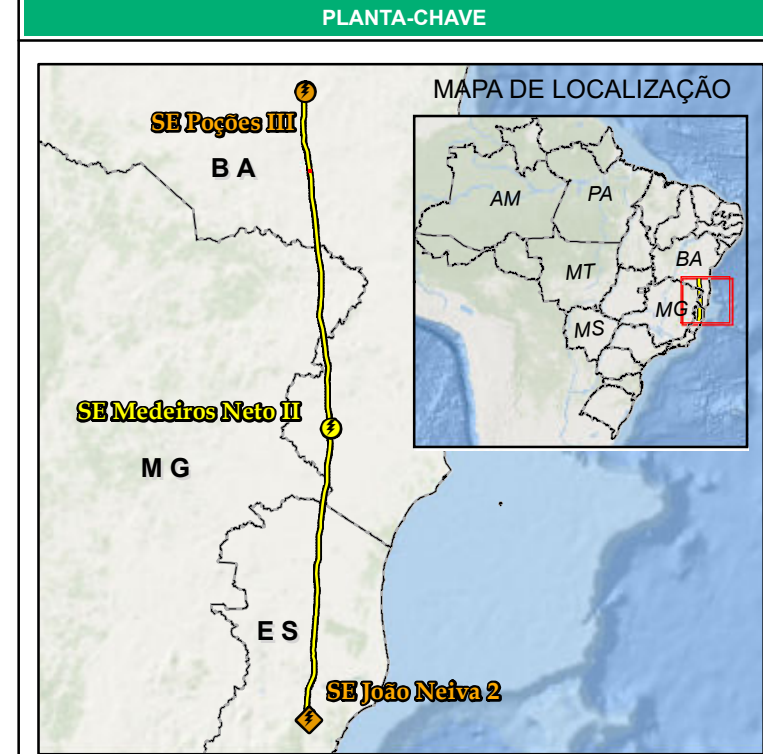 PLANTA-CHAVE
MAPA DE LOCALIZAÇÃO
SE Poções III
B A
AM
PA
BA
MT
MG
MS
SE Medeiros Neto II
M G
E S
SE João Neiva 2